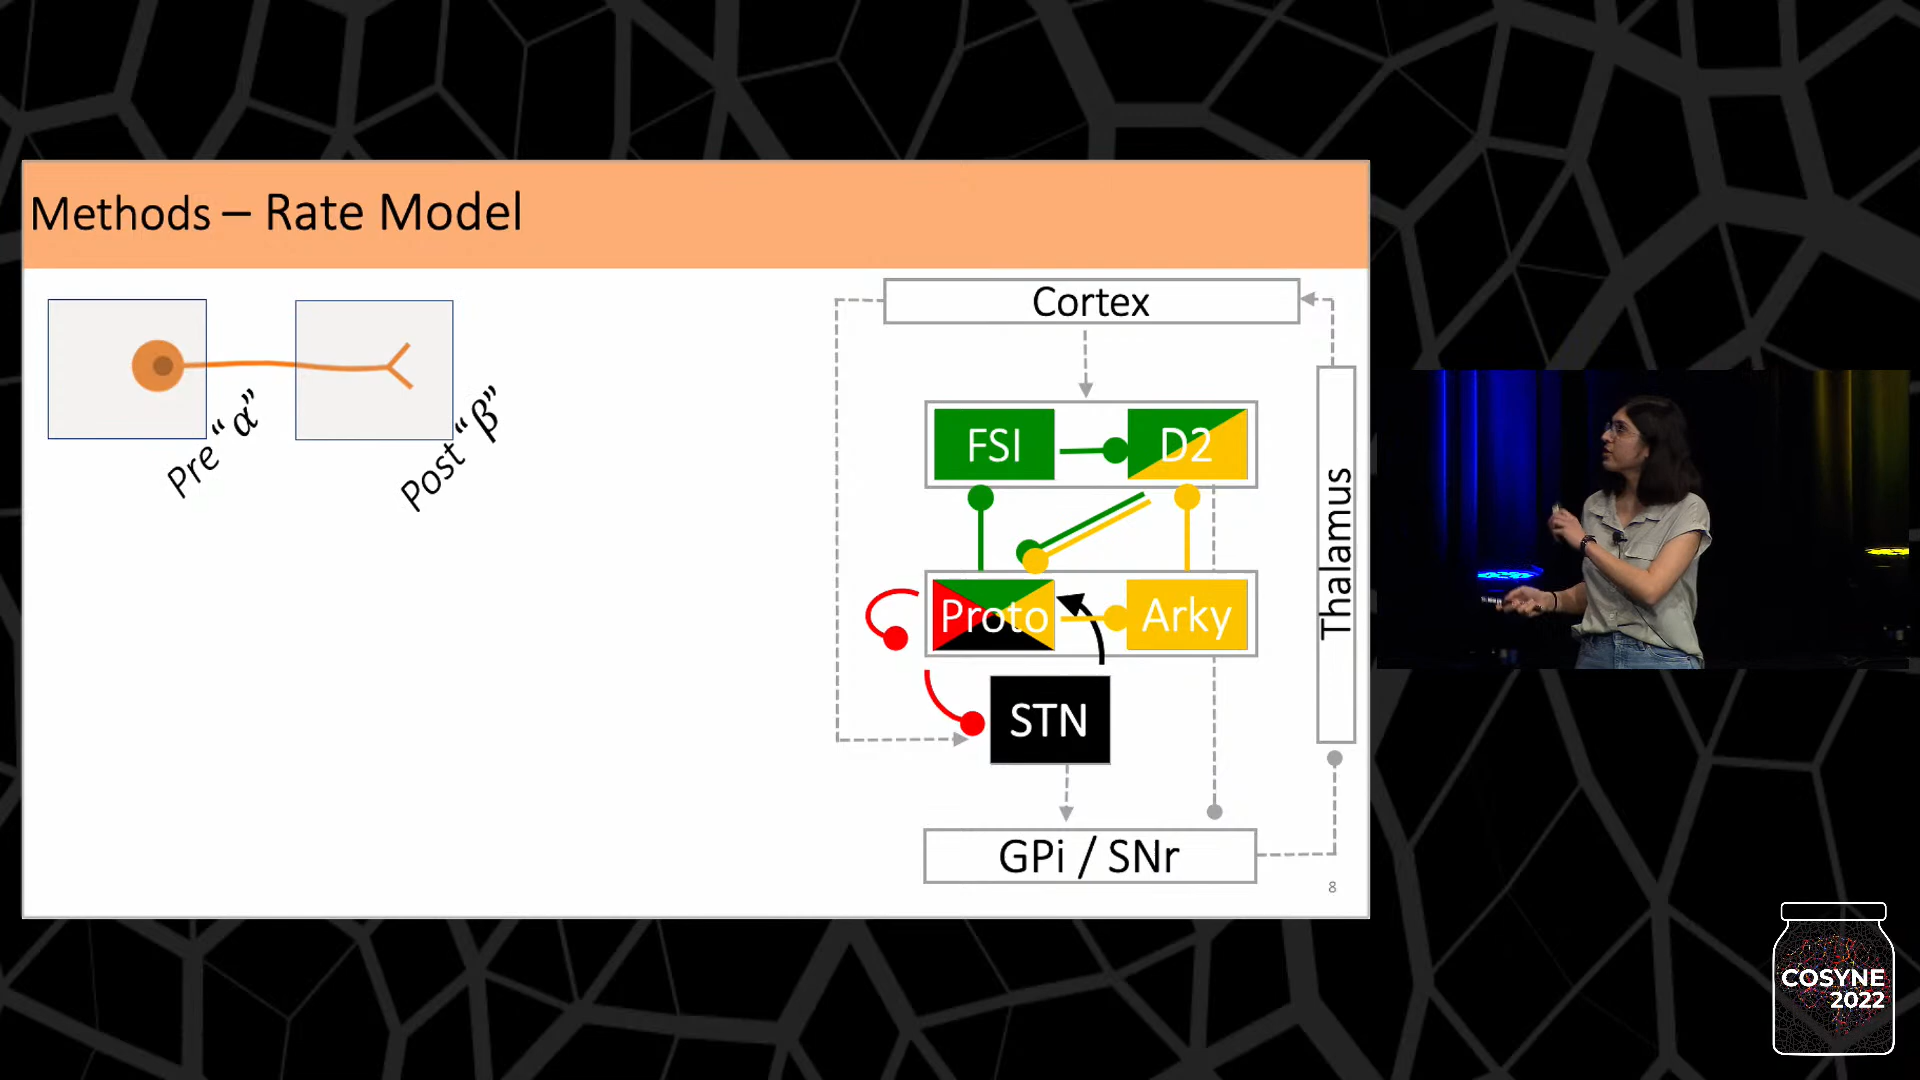 Methods – Rate Model
Pre “α”
Post “β”
Cortex
FSI
D2
Thalamus
Proto
Arky
STN
GPi / SNr
8
COSYNE
2022